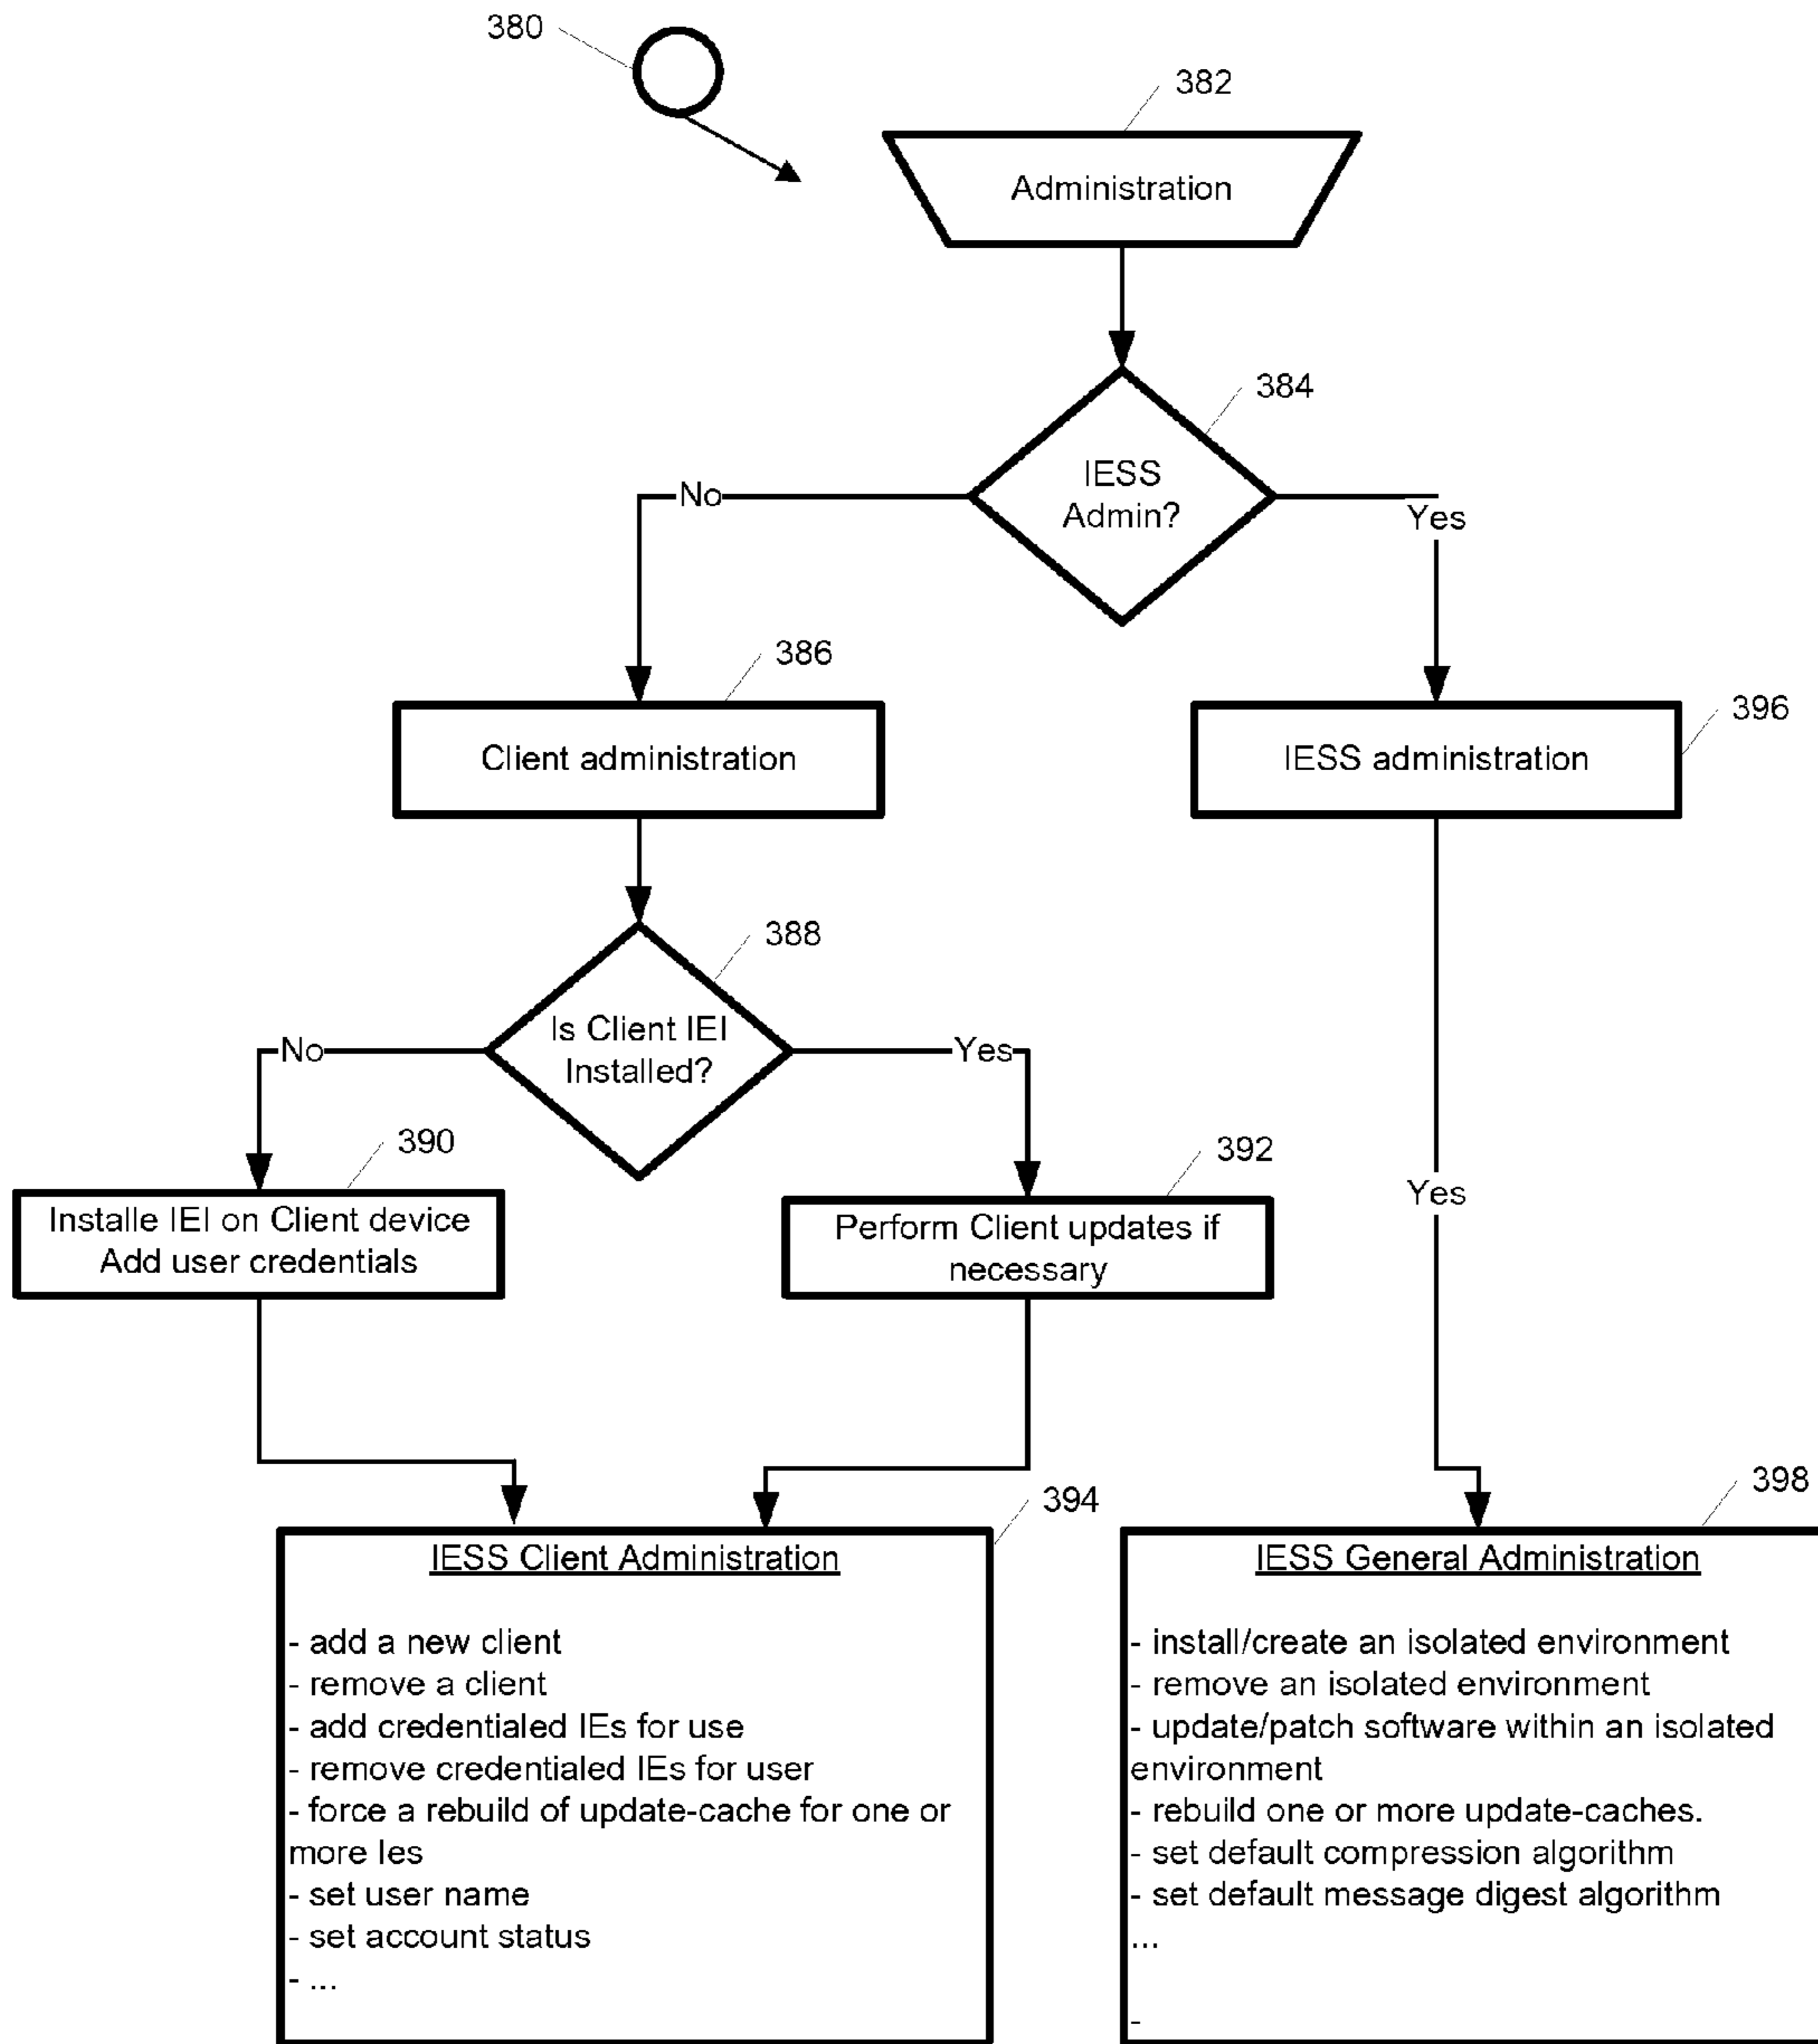 380
382
Administration
384
IESS
Admin?
No
Yes
386
Client administration
396
IESS administration
388
Is Client IEI
Installed?
No
Yes
390
Installe IEI on Client device
Add user credentials
392
Perform Client updates if
necessary
Yes
394
IESS Client Administration
- add a new client
- remove a client
- add credentialed IEs for use
- remove credentialed IEs for user
- force a rebuild of update-cache for one or
more Ies
- set user name
- set account status
- ...
398
IESS General Administration
- install/create an isolated environment
- remove an isolated environment
- update/patch software within an isolated
environment
- rebuild one or more update-caches.
- set default compression algorithm
- set default message digest algorithm
...
-